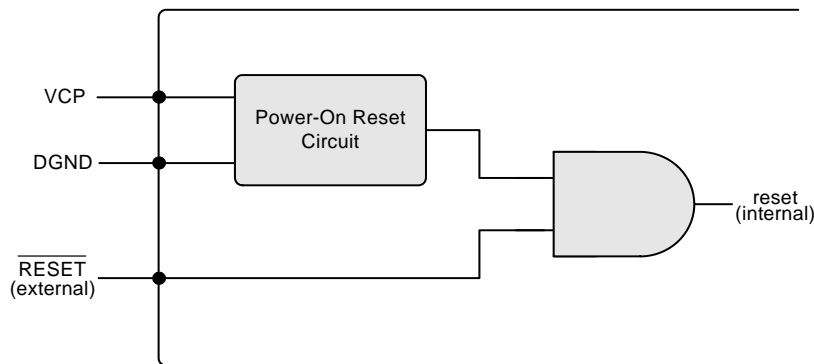 VCP
Power-On Reset
Circuit
DGND
reset
(internal)
RESET
(external)